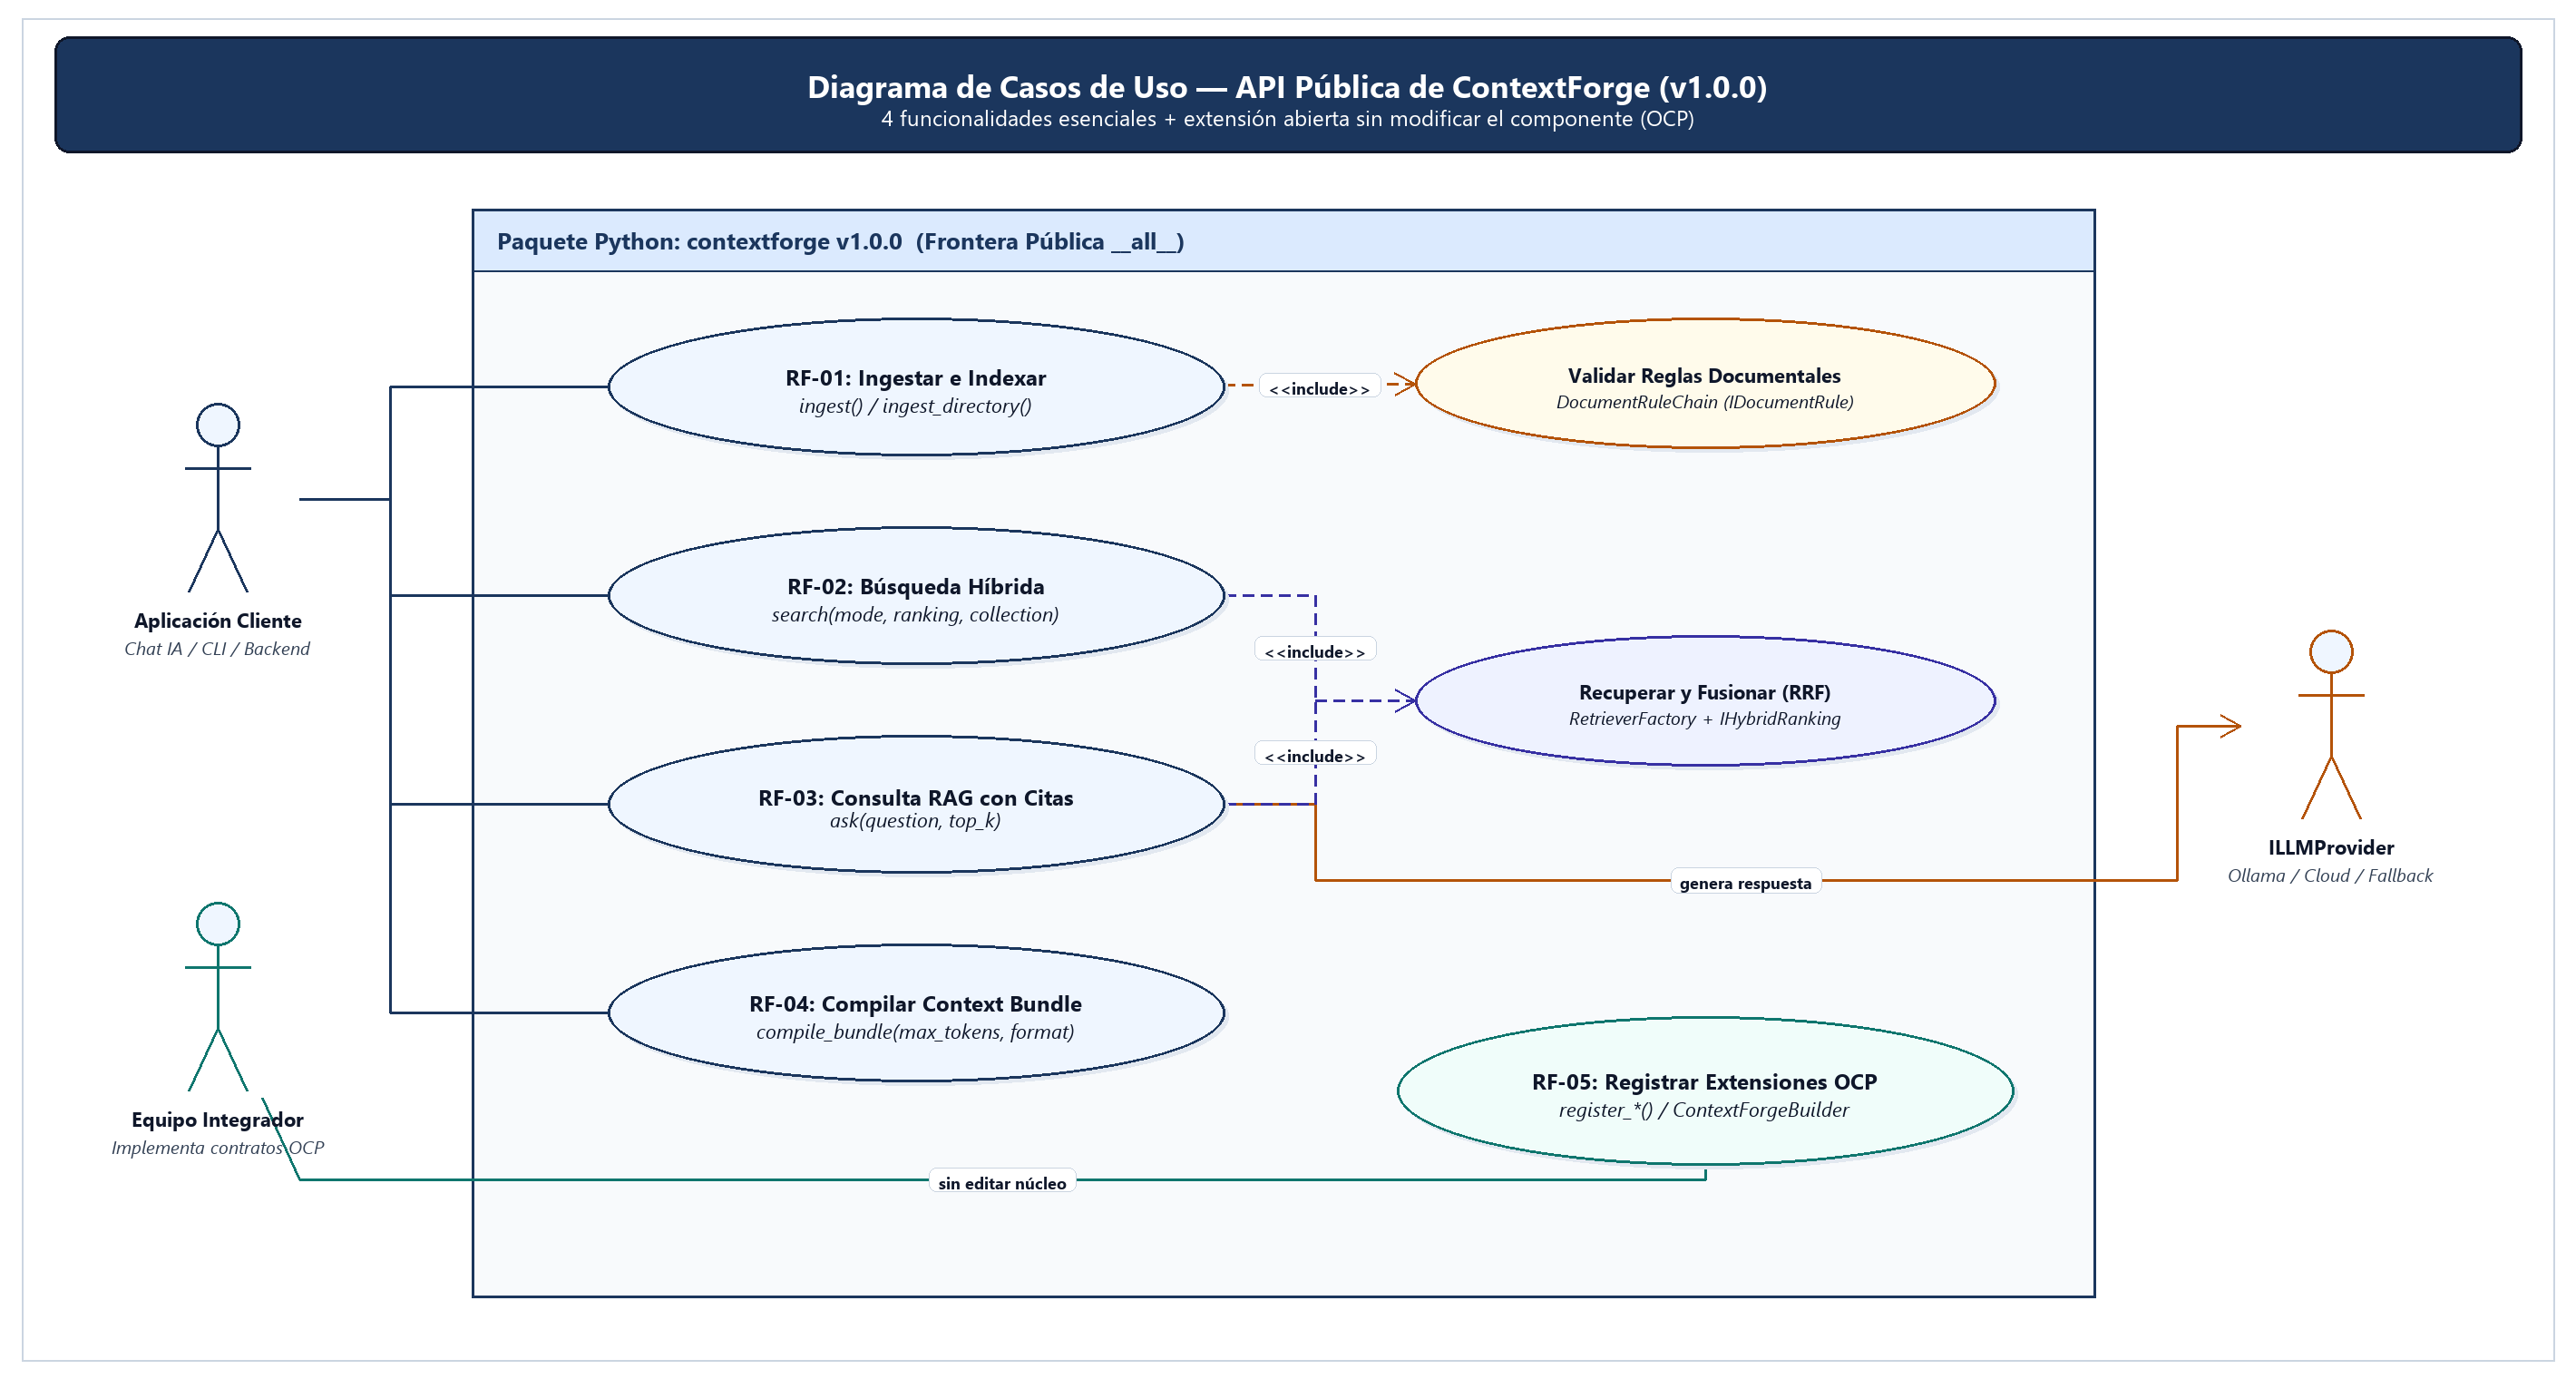 Diagrama de Casos de Uso — API Pública de ContextForge (v1.0.0)
4 funcionalidades esenciales + extensión abierta sin modificar el componente (OCP)
Paquete Python: contextforge v1.0.0 (Frontera Pública __all__)
RF-01: Ingestar e Indexar
ingest() / ingest_directory()
<<include>>
Validar Reglas Documentales
DocumentRuleChain (IDocumentRule)
Aplicación Cliente
Chat IA / CLI / Backend
RF-02: Búsqueda Híbrida
search(mode, ranking, collection)
<<include>>
Recuperar y Fusionar (RRF)
RetrieverFactory + IHybridRanking
<<include>>
RF-03: Consulta RAG con Citas
ask(question, top_k)
genera respuesta
ILLMProvider
Ollama / Cloud / Fallback
RF-04: Compilar Context Bundle
compile_bundle(max_tokens, format)
RF-05: Registrar Extensiones OCP
register_*() / ContextForgeBuilder
Equipo Integrador
Implementa contratos OCP
sin editar núcleo